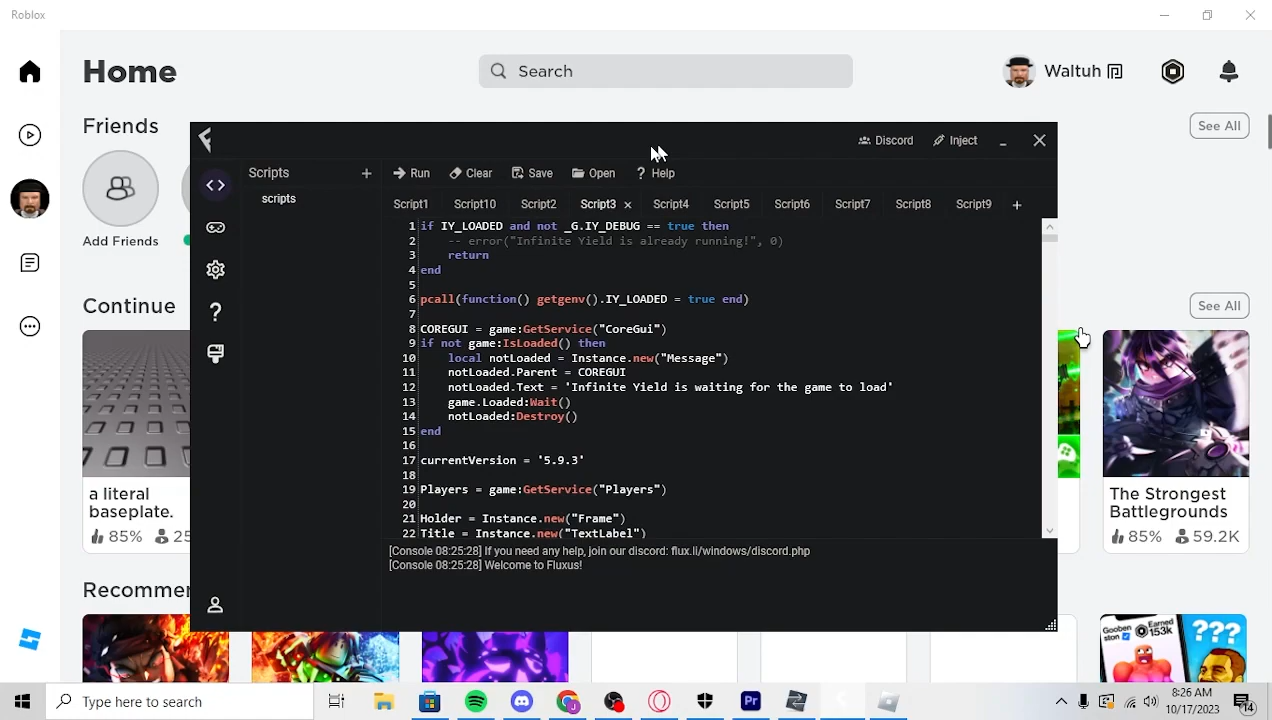 Roblox
Home
Search
Waltuh
Friends
See All
Add Friends
Continue
See All
a literal
baseplate.
85% 25
The Strongest
Battlegrounds
85% 59.2K
Recommen
Gooben
ston
Earned
153k
???
Discord
Inject
Scripts
+
scripts
Run
Clear
Save
Open
? Help
Script1
Script10
Script2
Script3 ×
Script4
Script5
Script6
Script7
Script8
Script9
+
1 if IY_LOADED and not _G.IY_DEBUG == true then
2 -- error("Infinite Yield is already running!", 0)
3 return
4 end
5
6 pcall(function() getgenv().IY_LOADED = true end)
7
8 COREGUI = game:GetService("CoreGui")
9 if not game:IsLoaded() then
10 local notLoaded = Instance.new("Message")
11 notLoaded.Parent = COREGUI
12 notLoaded.Text = 'Infinite Yield is waiting for the game to load'
13 game.Loaded:Wait()
14 notLoaded:Destroy()
15 end
16
17 currentVersion = '5.9.3'
18
19 Players = game:GetService("Players")
20
21 Holder = Instance.new("Frame")
22 Title = Instance.new("TextLabel")
[Console 08:25:28] If you need any help, join our discord: flux.li/windows/discord.php
[Console 08:25:28] Welcome to Fluxus!
Type here to search
Pr
8:26 AM
10/17/2023
14